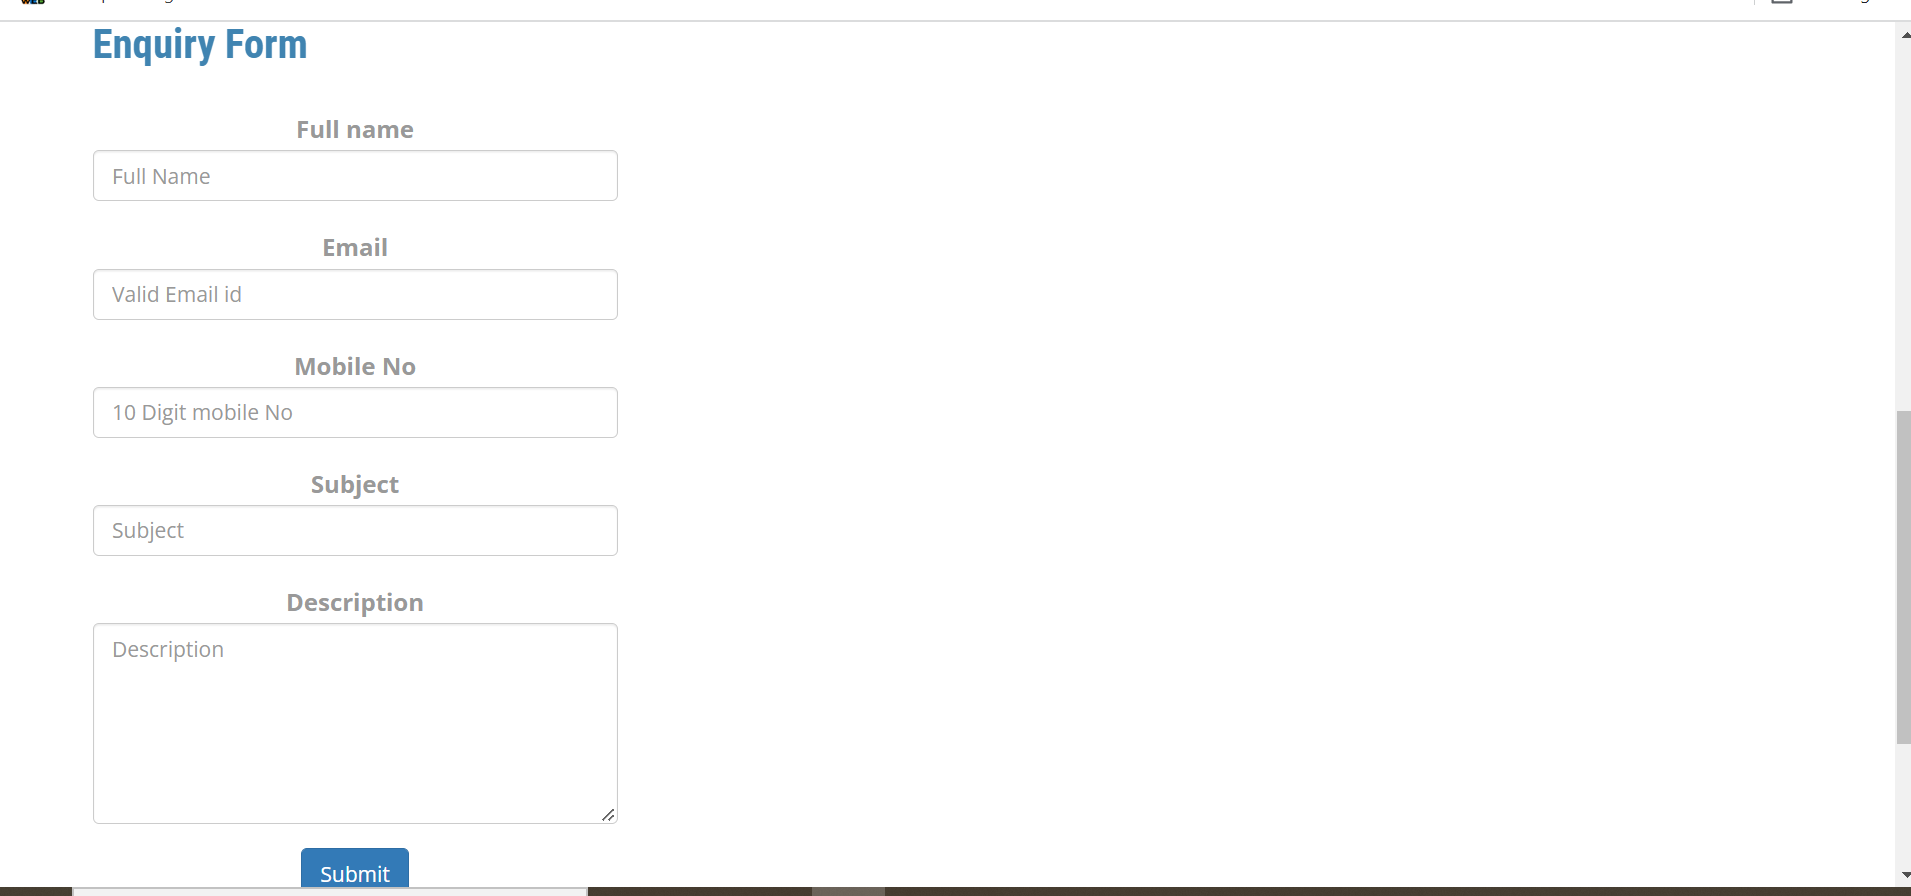 Enquiry Form
Full name
Full Name
Email
Valid Email id
Mobile No
10 Digit mobile No
Subject
Subject
Description
Description
Submit